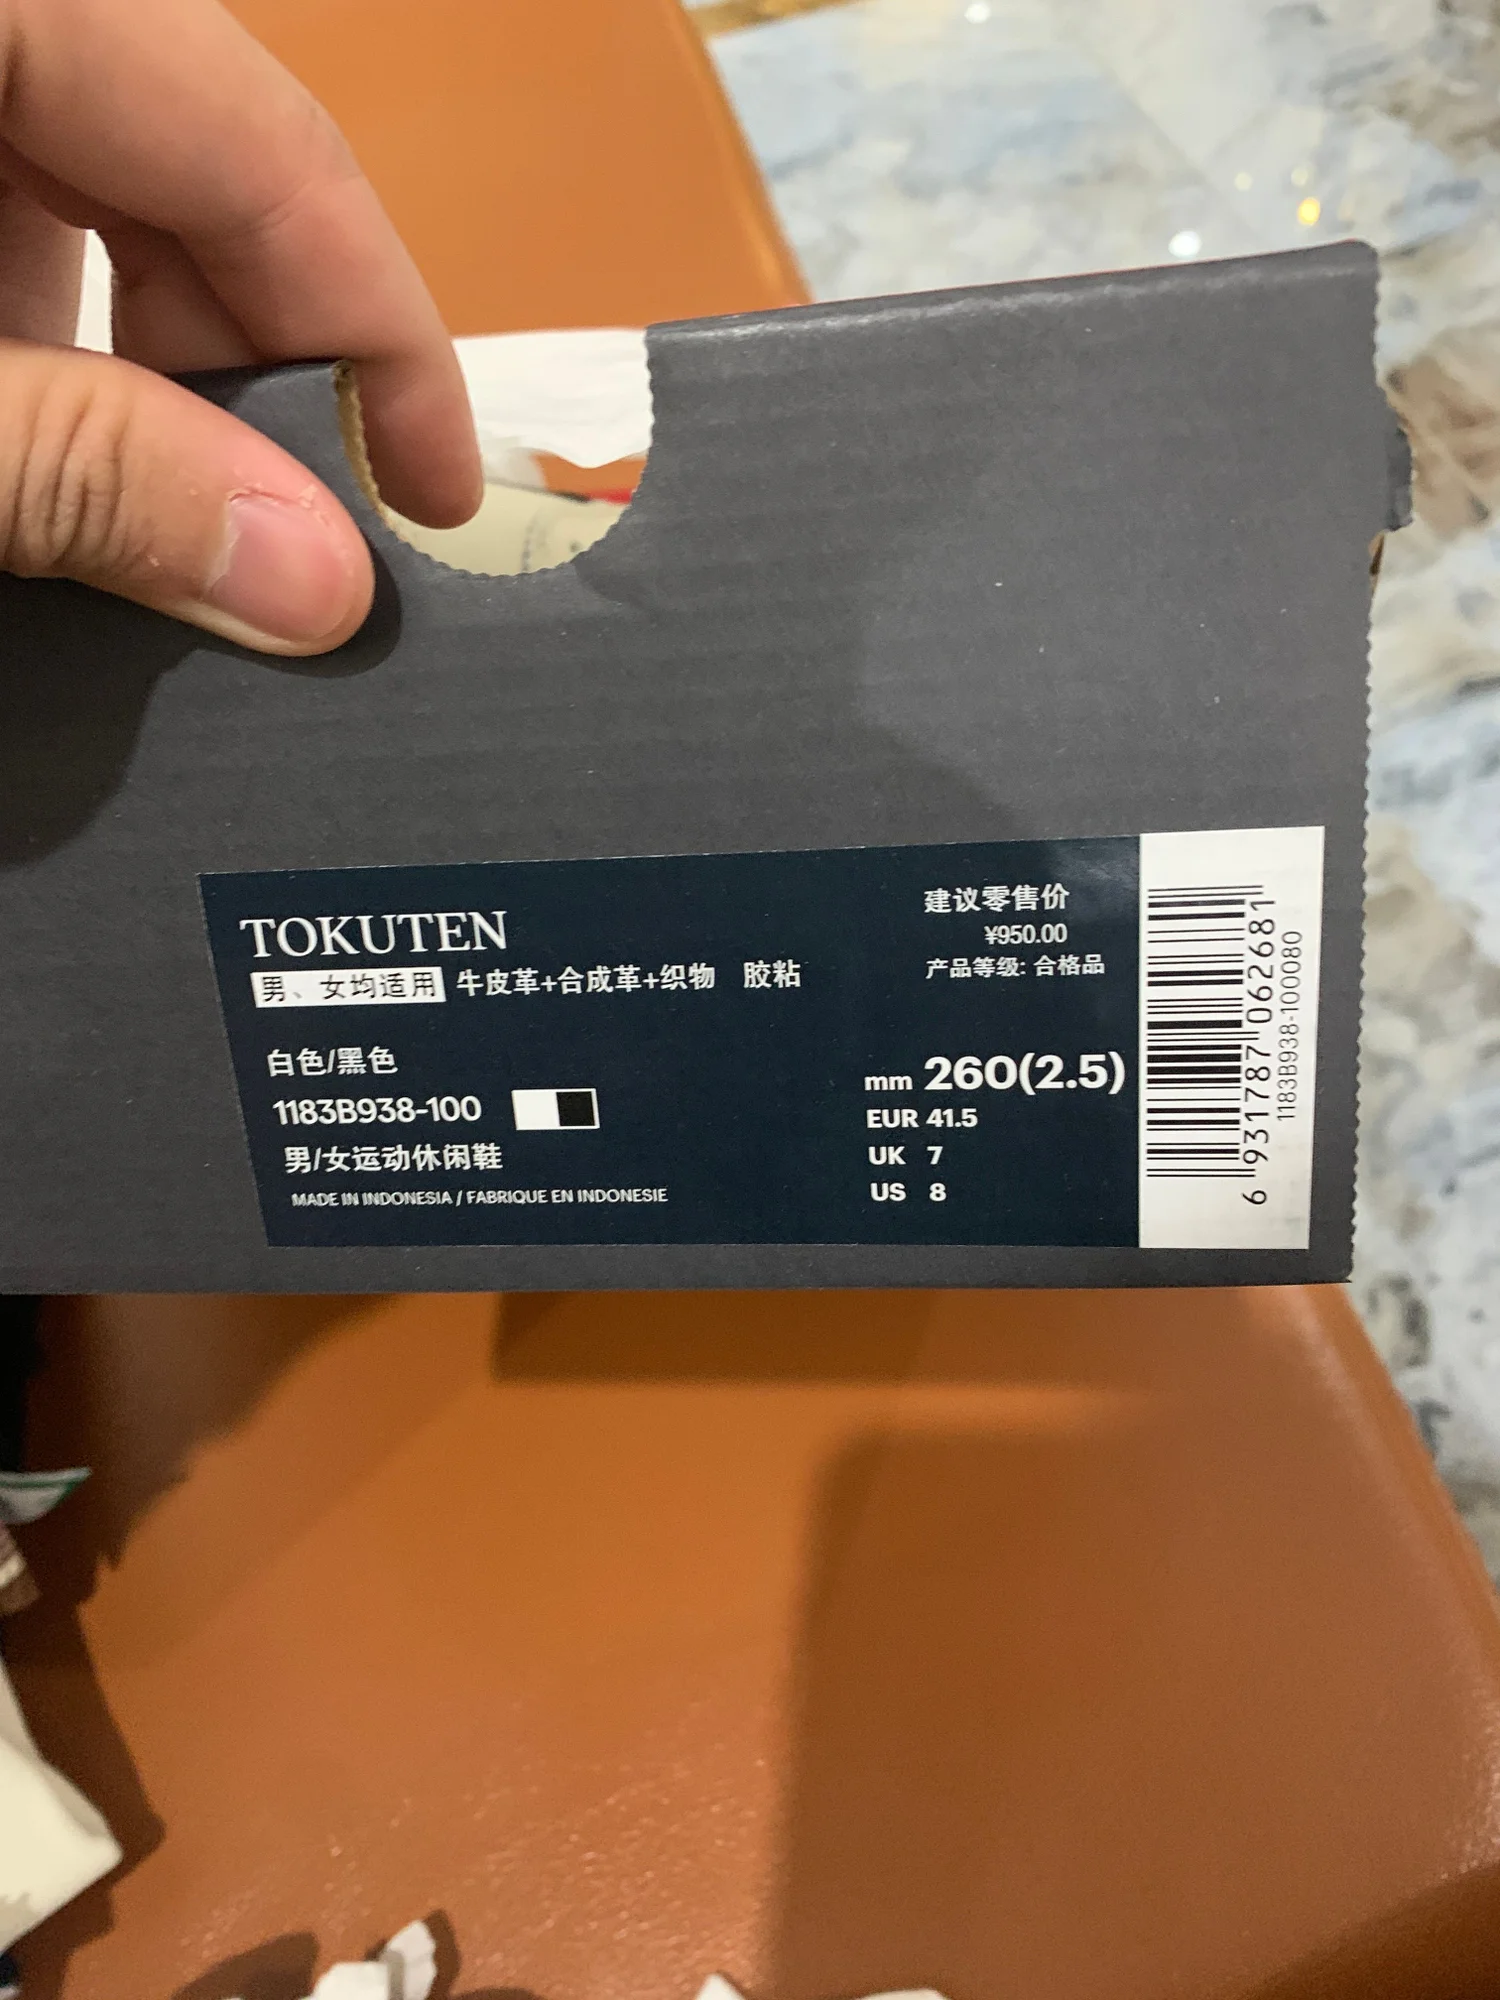 TOKUTEN
男、女均适用 牛皮革+合成革+织物 胶粘
白色/黑色
1183B938-100
男/女运动休闲鞋
MADE IN INDONESIA / FABRIQUE EN INDONESIE
建议零售价
¥950.00
产品等级: 合格品
mm 260(2.5)
EUR 41.5
UK 7
US 8
6 931787 062681
1183B938-100080